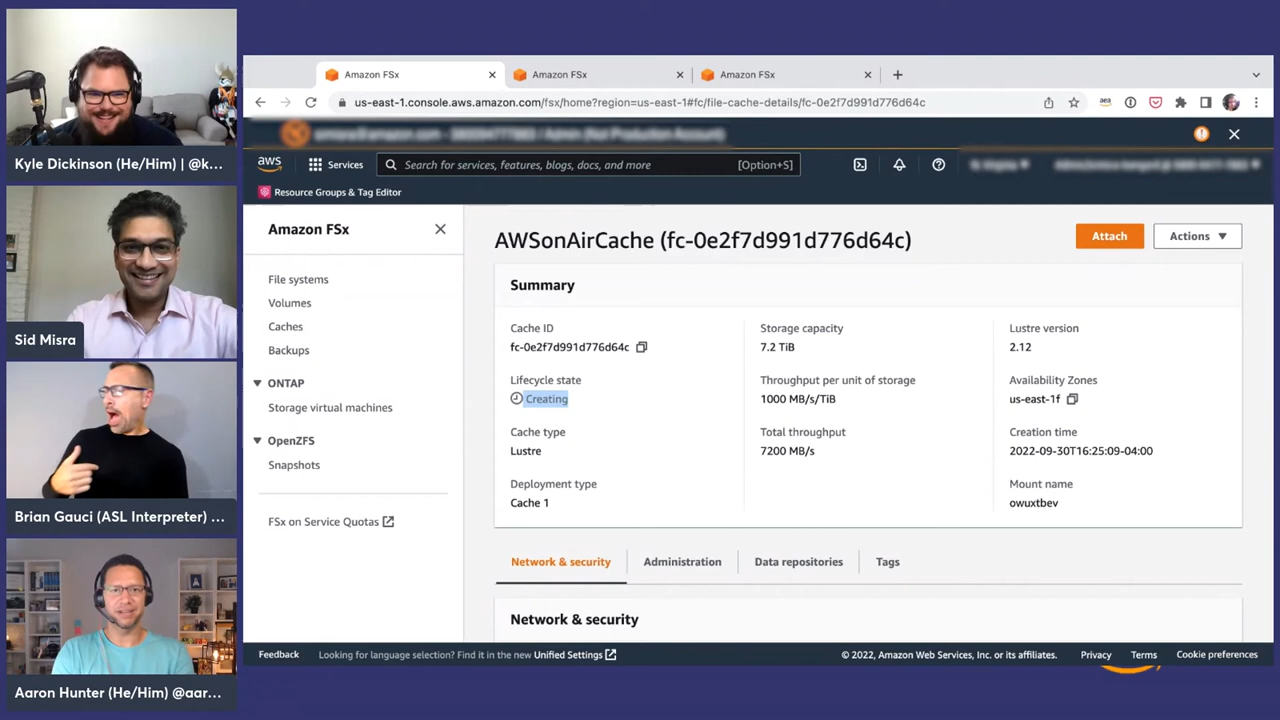 Kyle Dickinson (He/Him) | @k...
Sid Misra
Brian Gauci (ASL Interpreter) ...
Aaron Hunter (He/Him) @aar...
Amazon FSx
Amazon FSx
Amazon FSx
us-east-1.console.aws.amazon.com/fsx/home?region=us-east-1#fc/file-cache-details/fc-0e2f7d991d776d64c
aws
Services
Search for services, features, blogs, docs, and more
[Option+S]
Resource Groups & Tag Editor
Amazon FSx
File systems
Volumes
Caches
Backups
ONTAP
Storage virtual machines
OpenZFS
Snapshots
FSx on Service Quotas
AWSonAirCache (fc-0e2f7d991d776d64c)
Attach
Actions
Summary
Cache ID
fc-0e2f7d991d776d64c
Lifecycle state
Creating
Cache type
Lustre
Deployment type
Cache 1
Storage capacity
7.2 TiB
Throughput per unit of storage
1000 MB/s/TiB
Total throughput
7200 MB/s
Lustre version
2.12
Availability Zones
us-east-1f
Creation time
2022-09-30T16:25:09-04:00
Mount name
owuxtbev
Network & security
Administration
Data repositories
Tags
Network & security
Feedback
Looking for language selection? Find it in the new Unified Settings
© 2022, Amazon Web Services, Inc. or its affiliates.
Privacy
Terms
Cookie preferences